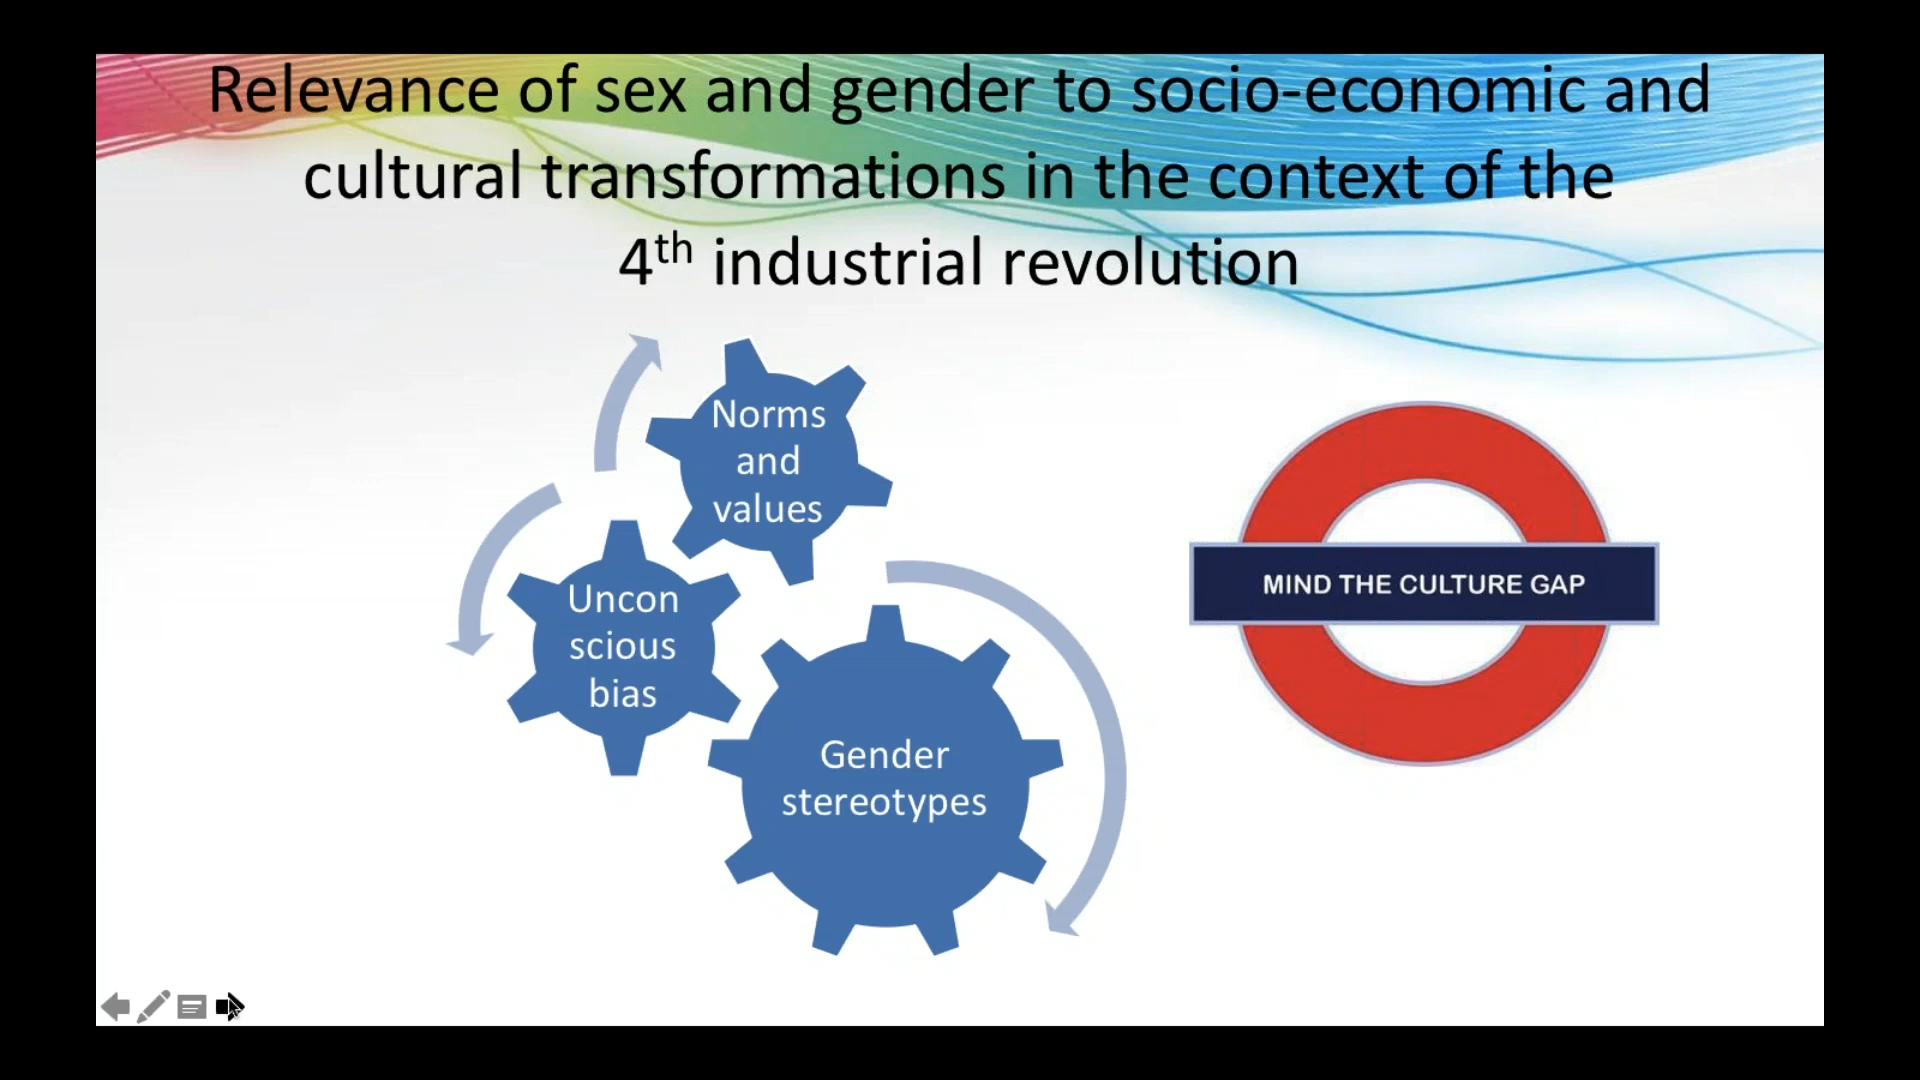 Relevance of sex and gender to socio-economic and
cultural transformations in the context of the
4th industrial revolution
Norms
and
values
Uncon
scious
bias
Gender
stereotypes
MIND THE CULTURE GAP